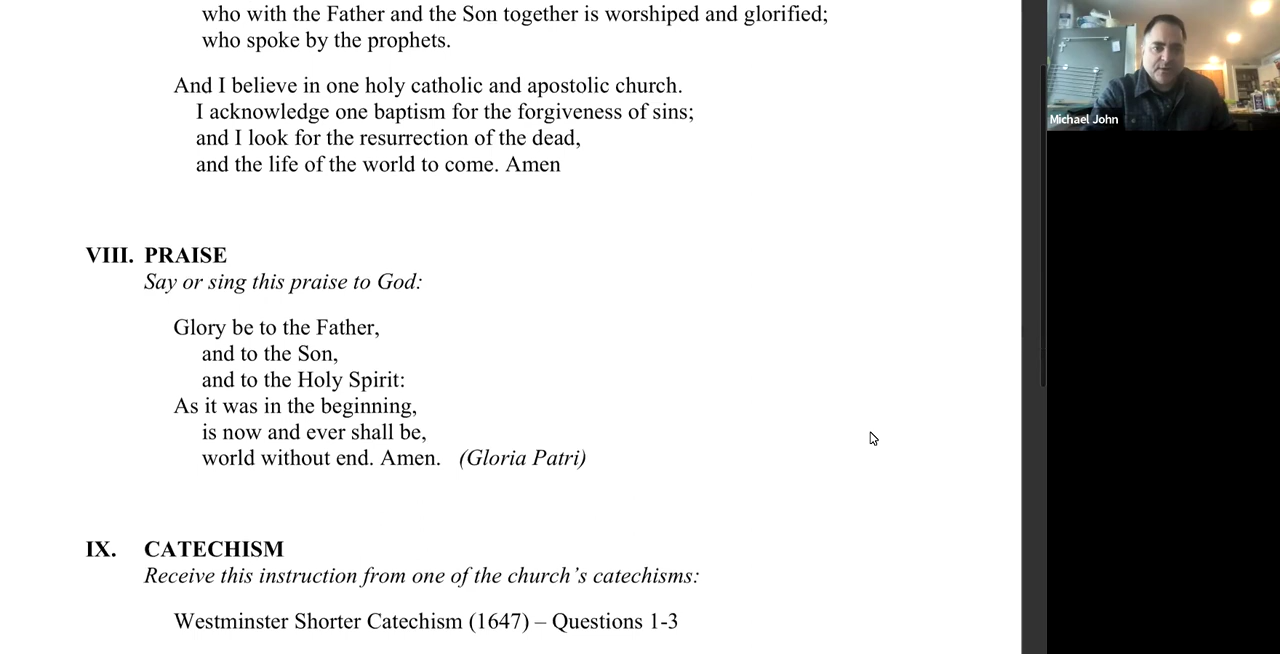 who with the Father and the Son together is worshiped and glorified;
who spoke by the prophets.
And I believe in one holy catholic and apostolic church.
I acknowledge one baptism for the forgiveness of sins;
and I look for the resurrection of the dead,
and the life of the world to come. Amen
VIII. PRAISE
Say or sing this praise to God:
Glory be to the Father,
and to the Son,
and to the Holy Spirit:
As it was in the beginning,
is now and ever shall be,
world without end. Amen. (Gloria Patri)
IX. CATECHISM
Receive this instruction from one of the church’s catechisms:
Westminster Shorter Catechism (1647) – Questions 1-3
Michael John